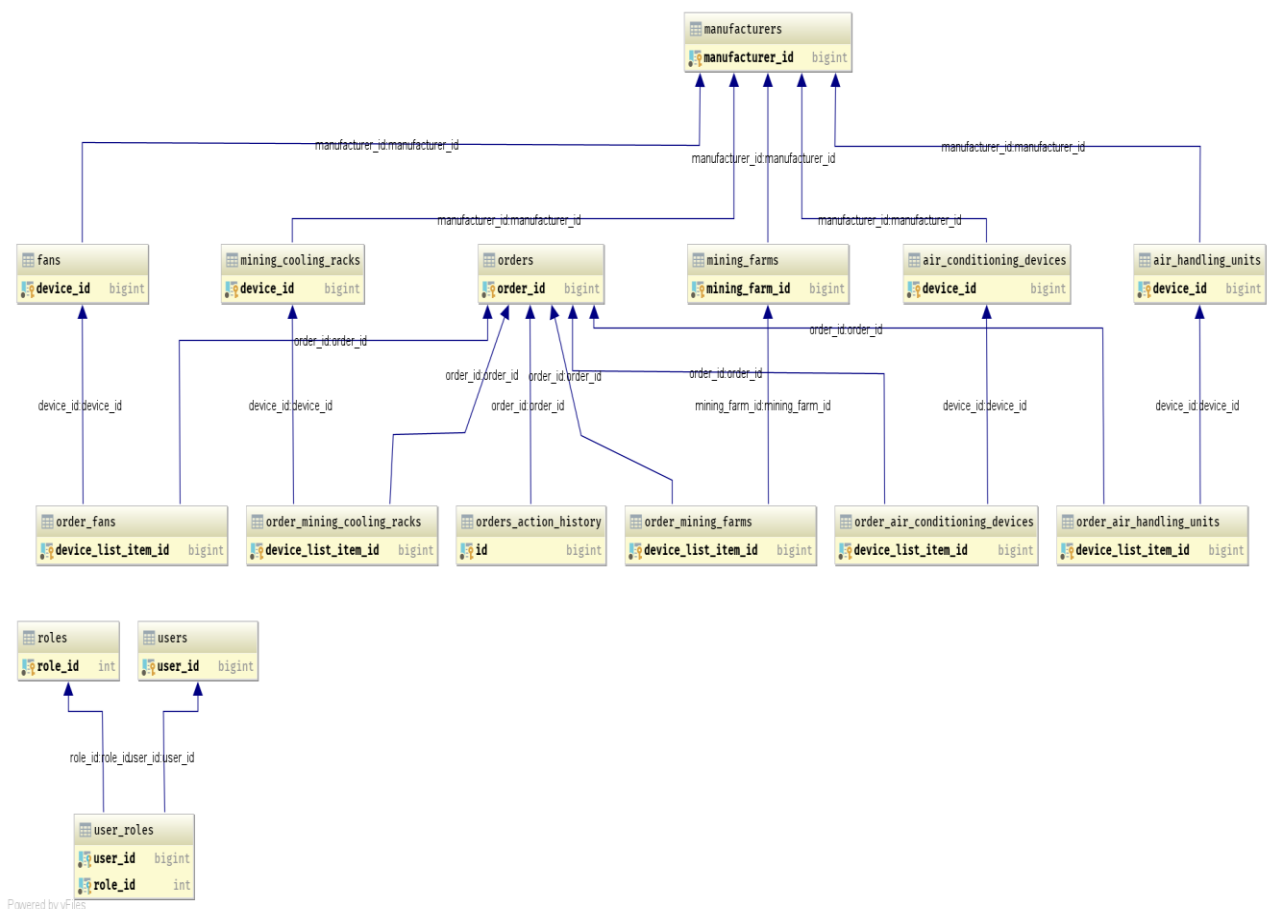 manufacturers
manufacturer_id bigint
manufacturer_id:manufacturer_id
manufacturer_id:manufacturer_id
manufacturer_id:manufacturer_id
manufacturer_id:manufacturer_id
manufacturer_id:manufacturer_id
fans
device_id bigint
mining_cooling_racks
device_id bigint
orders
order_id bigint
mining_farms
mining_farm_id bigint
air_conditioning_devices
device_id bigint
air_handling_units
device_id bigint
order_id:order_id
order_id:order_id
order_id:order_id
order_id:order_id
order_id:order_id
device_id:device_id
device_id:device_id
order_id:order_id
mining_farm_id:mining_farm_id
device_id:device_id
device_id:device_id
order_fans
device_list_item_id bigint
order_mining_cooling_racks
device_list_item_id bigint
orders_action_history
id bigint
order_mining_farms
device_list_item_id bigint
order_air_conditioning_devices
device_list_item_id bigint
order_air_handling_units
device_list_item_id bigint
roles
role_id int
users
user_id bigint
role_id:role_id
user_id:user_id
user_roles
user_id bigint
role_id int
Powered by yFiles